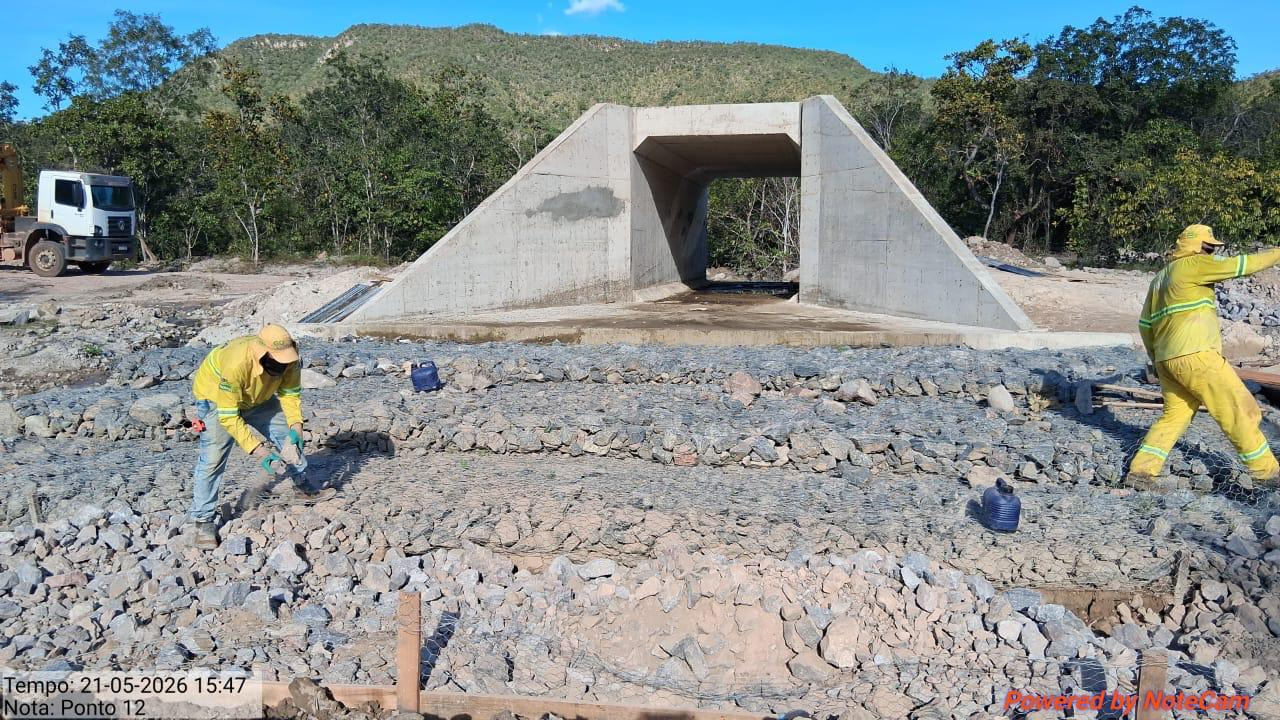 Tempo: 21-05-2026 15:47
Nota: Ponto 12
Powered by NoteCam